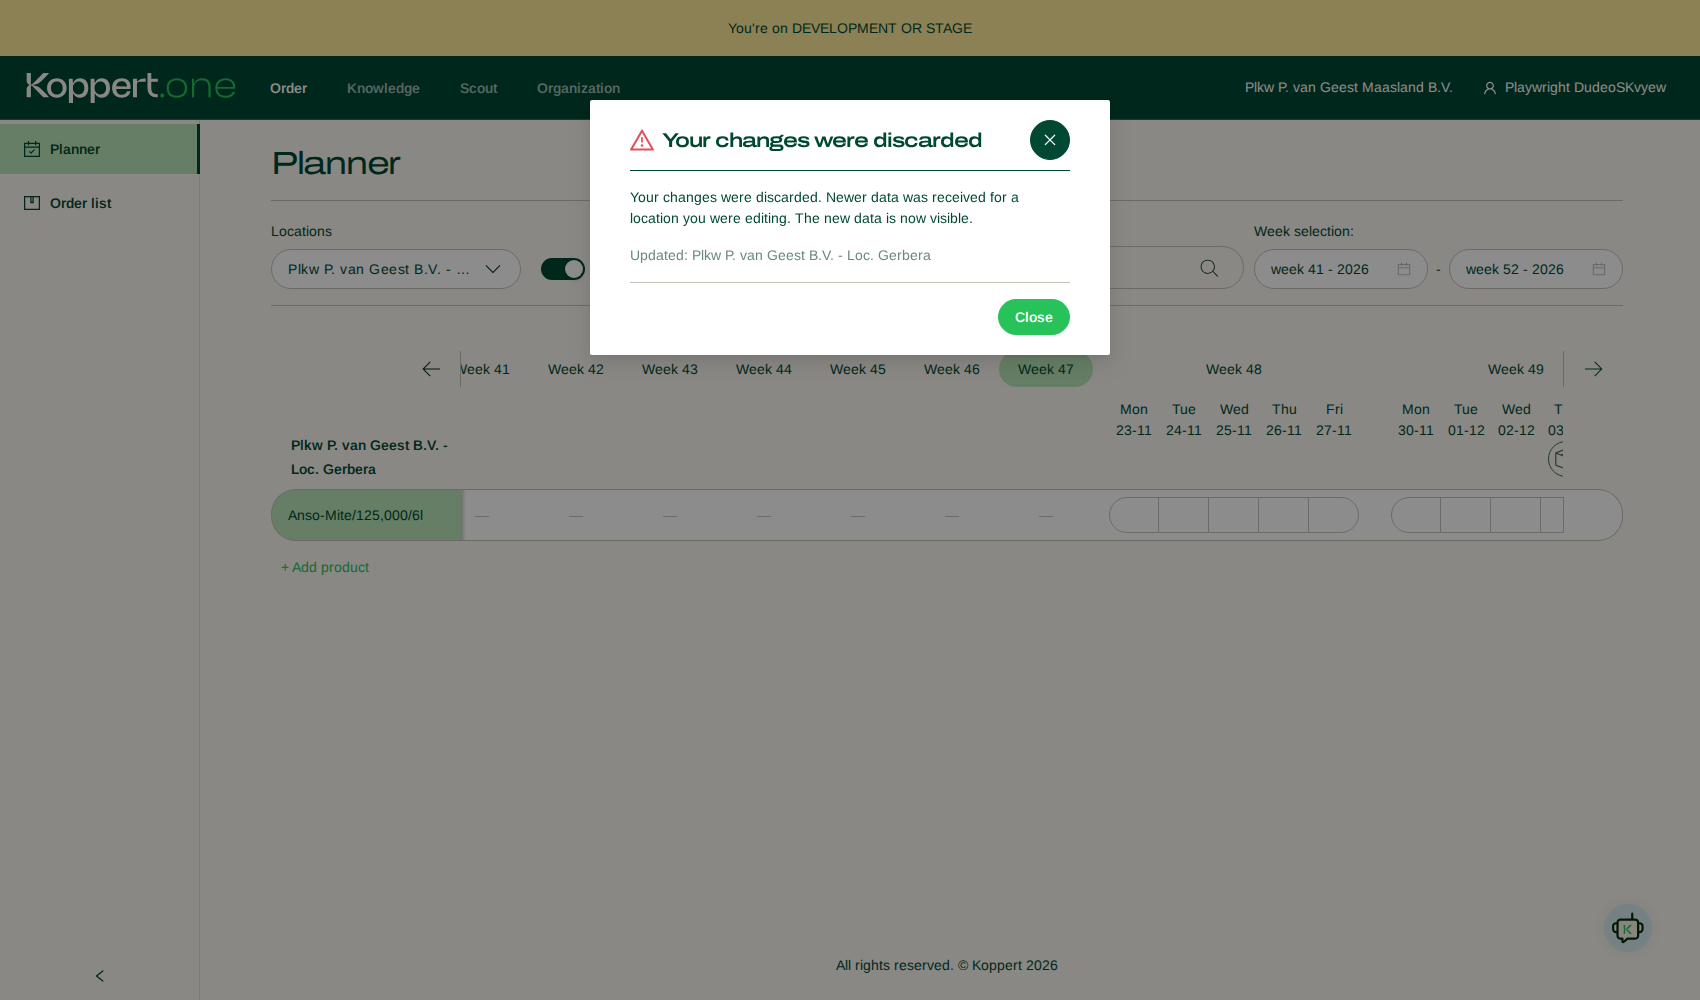 You're on DEVELOPMENT OR STAGE
Koppert.one
Order
Knowledge
Scout
Organization
Plkw P. van Geest Maasland B.V.
Playwright DudeoSKvyew
Planner
Order list
Planner
Locations
Plkw P. van Geest B.V. - ...
Week selection:
week 41 - 2026
-
week 52 - 2026
Your changes were discarded
Your changes were discarded. Newer data was received for a
location you were editing. The new data is now visible.
Updated: Plkw P. van Geest B.V. - Loc. Gerbera
Close
Week 41
Week 42
Week 43
Week 44
Week 45
Week 46
Week 47
Week 48
Week 49
Mon
Tue
Wed
Thu
Fri
Mon
Tue
Wed
T
23-11
24-11
25-11
26-11
27-11
30-11
01-12
02-12
03
Plkw P. van Geest B.V. -
Loc. Gerbera
Anso-Mite/125,000/6l
— — — — — — —
+ Add product
K
All rights reserved. © Koppert 2026